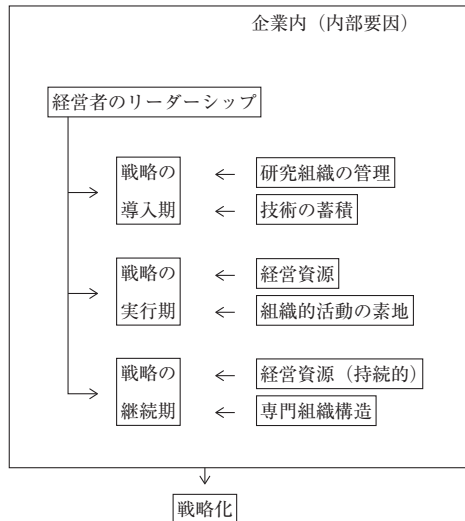 企業内（内部要因）
経営者のリーダーシップ
戦略の
導入期
← 研究組織の管理
← 技術の蓄積
戦略の
実行期
← 経営資源
← 組織的活動の素地
戦略の
継続期
← 経営資源（持続的）
← 専門組織構造
戦略化